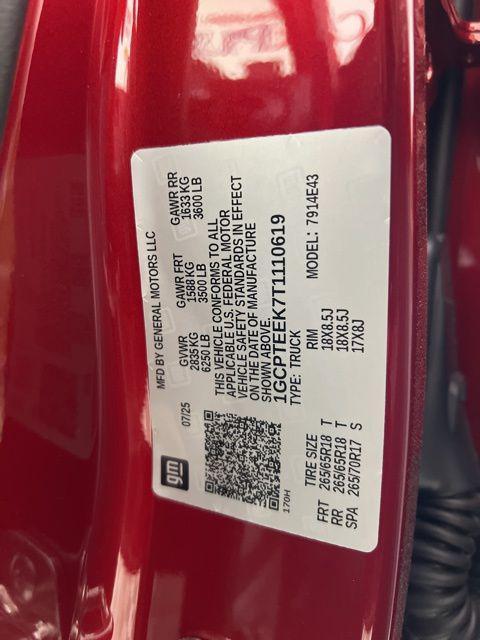 gm
MFD BY GENERAL MOTORS LLC
07/25
GVWR GAWR FRT GAWR RR
2835 KG 1588 KG 1633 KG
6250 LB 3500 LB 3600 LB
THIS VEHICLE CONFORMS TO ALL
APPLICABLE U.S. FEDERAL MOTOR
VEHICLE SAFETY STANDARDS IN EFFECT
ON THE DATE OF MANUFACTURE
SHOWN ABOVE.
1GCPTEEK7T1110619
TYPE: TRUCK MODEL: 7914E43
170H
TIRE SIZE RIM
FRT 265/65R18 T 18X8.5J
RR 265/65R18 T 18X8.5J
SPA 265/70R17 S 17X8J